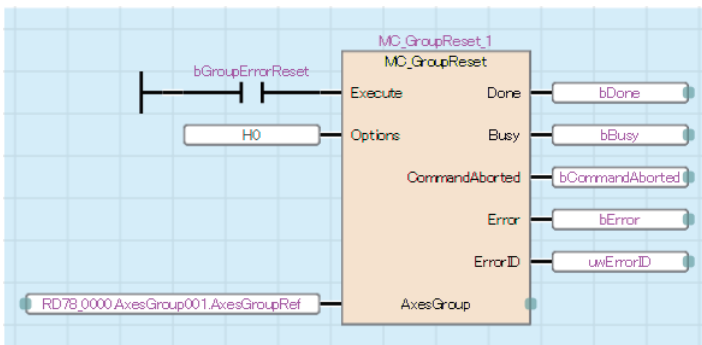 MC_GroupReset_1
MC_GroupReset
bGroupErrorReset
Execute Done bDone
H0 Options Busy bBusy
CommandAborted bCommandAborted
Error bError
ErrorID uwErrorID
RD78_0000.AxesGroup001.AxesGroupRef AxesGroup